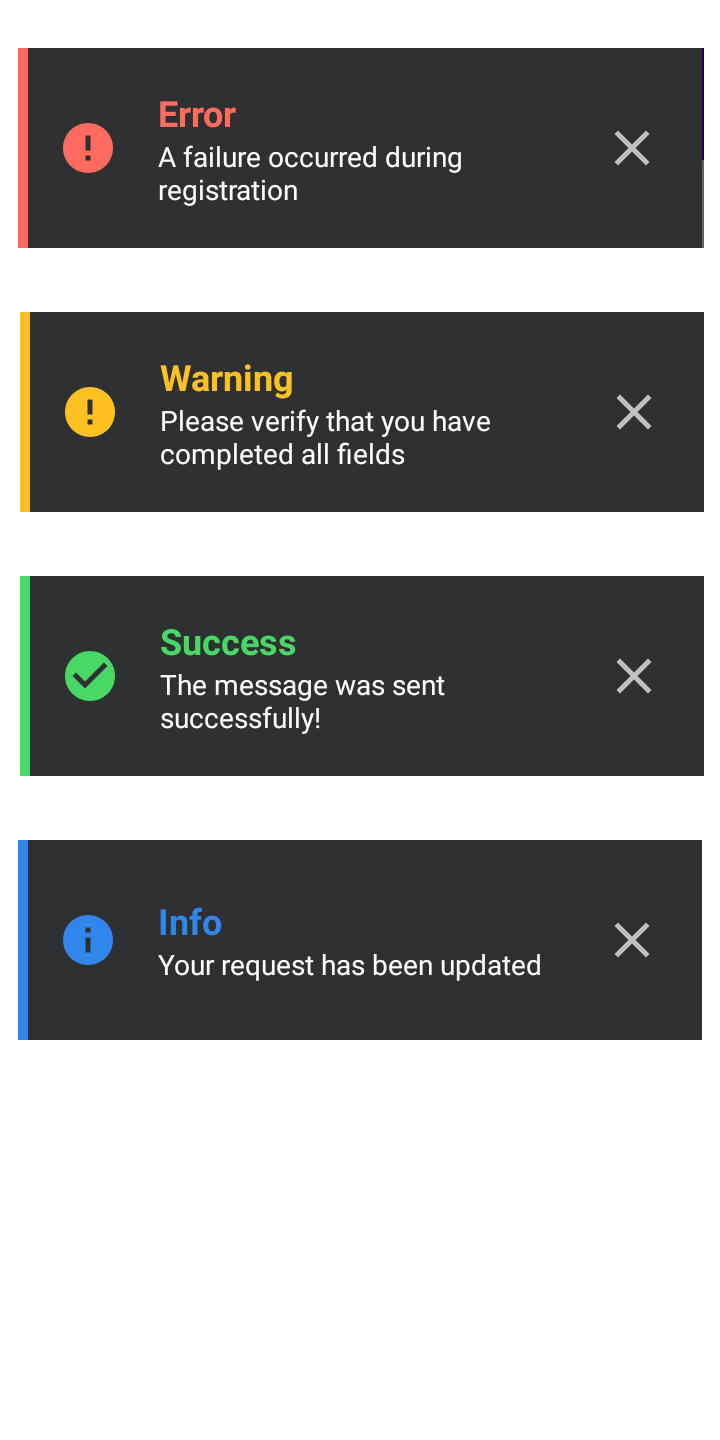 Error
A failure occurred during
registration
Warning
Please verify that you have
completed all fields
Success
The message was sent
successfully!
Info
Your request has been updated